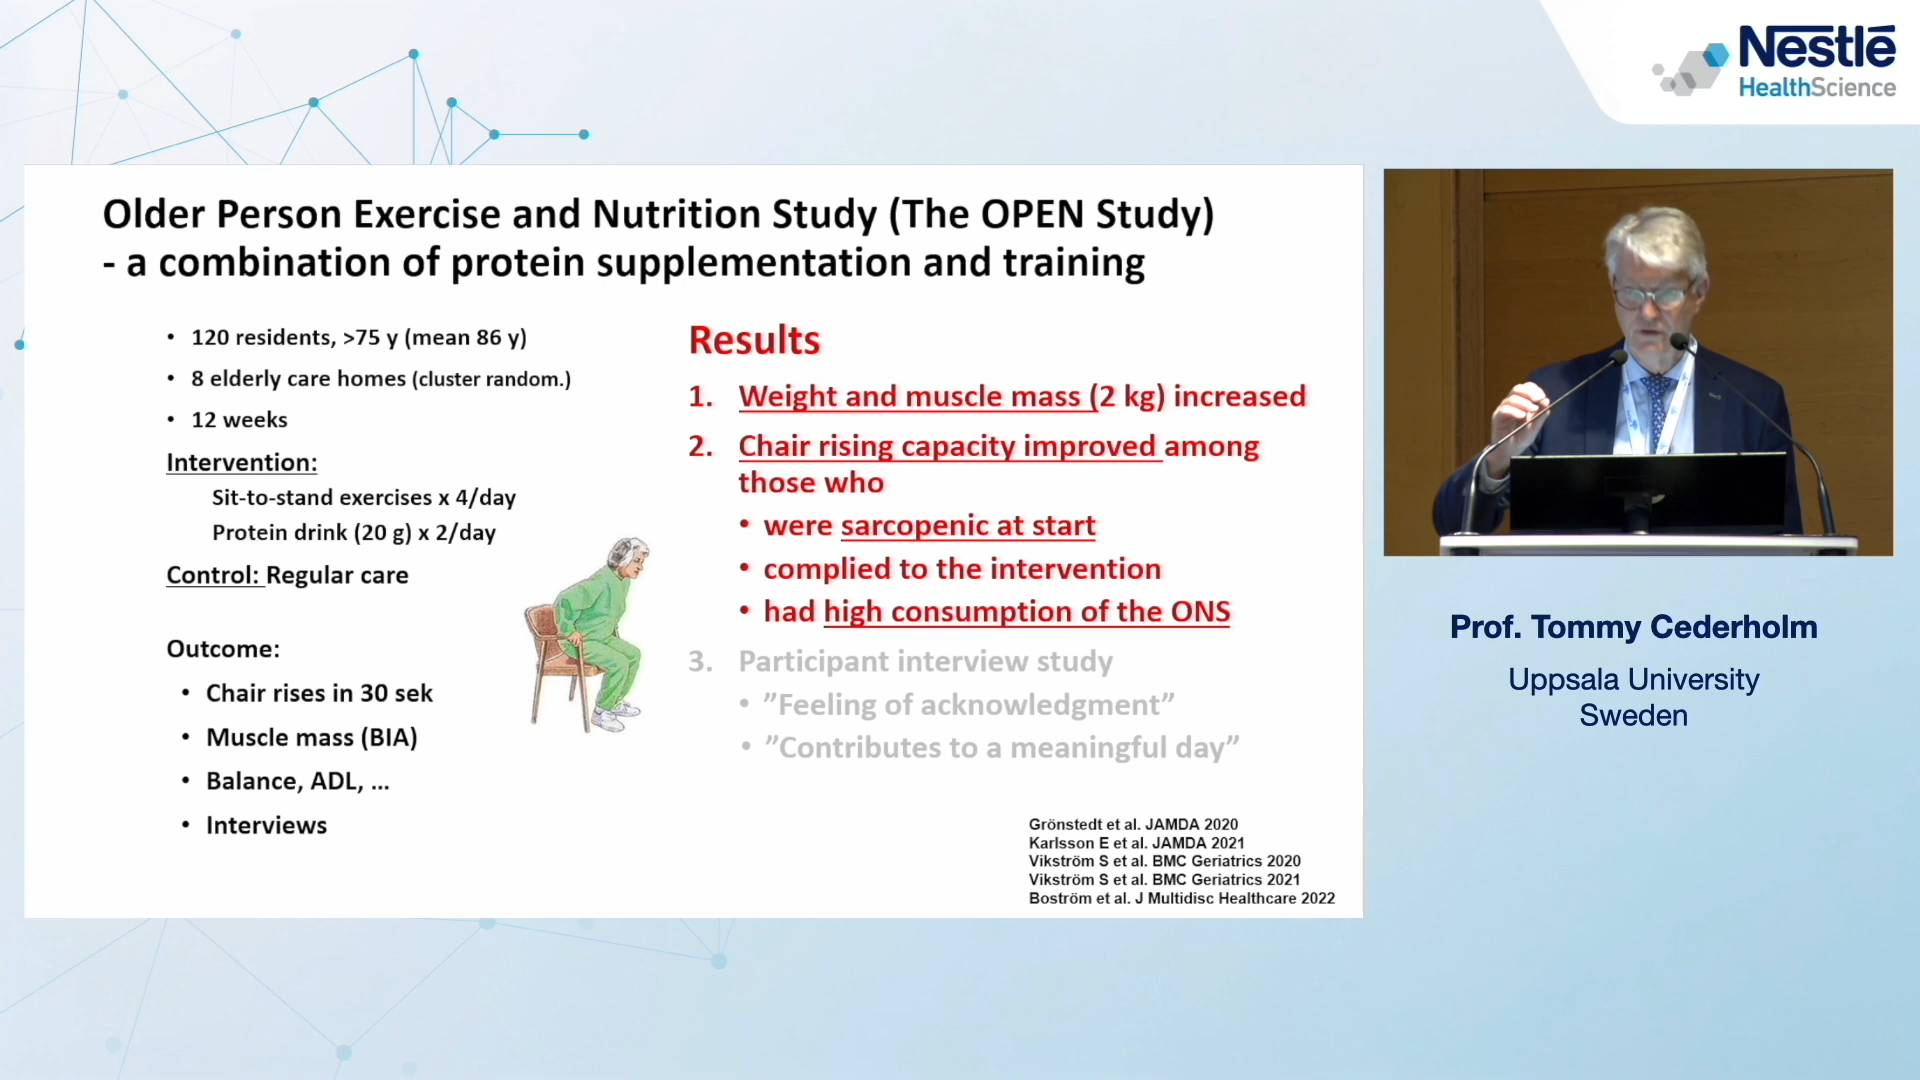 Nestlé
HealthScience
Older Person Exercise and Nutrition Study (The OPEN Study)
- a combination of protein supplementation and training
• 120 residents, >75 y (mean 86 y)
• 8 elderly care homes (cluster random.)
• 12 weeks
Intervention:
Sit-to-stand exercises x 4/day
Protein drink (20 g) x 2/day
Control: Regular care
Outcome:
• Chair rises in 30 sek
• Muscle mass (BIA)
• Balance, ADL, ...
• Interviews
Results
1. Weight and muscle mass (2 kg) increased
2. Chair rising capacity improved among
those who
• were sarcopenic at start
• complied to the intervention
• had high consumption of the ONS
3. Participant interview study
• ”Feeling of acknowledgment”
• ”Contributes to a meaningful day”
Grönstedt et al. JAMDA 2020
Karlsson E et al. JAMDA 2021
Vikström S et al. BMC Geriatrics 2020
Vikström S et al. BMC Geriatrics 2021
Boström et al. J Multidisc Healthcare 2022
Prof. Tommy Cederholm
Uppsala University
Sweden